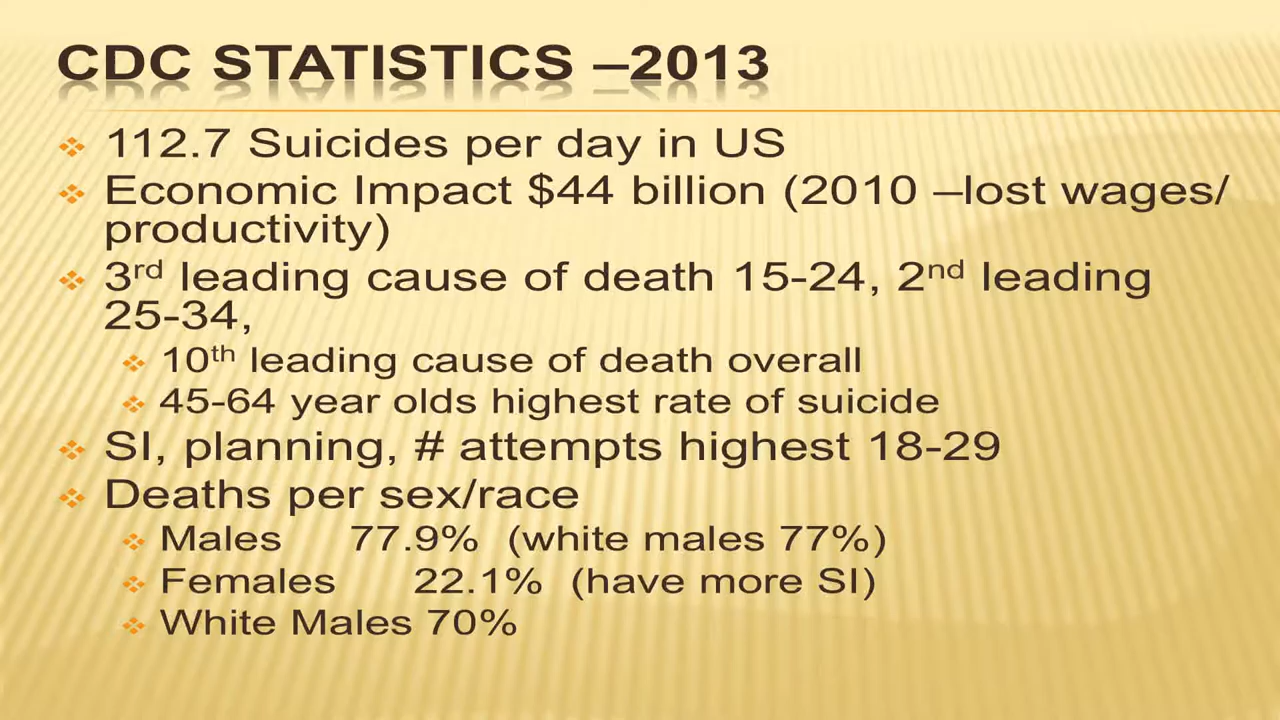 CDC STATISTICS –2013
112.7 Suicides per day in US
Economic Impact $44 billion (2010 –lost wages/
productivity)
3rd leading cause of death 15-24, 2nd leading
25-34,
10th leading cause of death overall
45-64 year olds highest rate of suicide
SI, planning, # attempts highest 18-29
Deaths per sex/race
Males 77.9% (white males 77%)
Females 22.1% (have more SI)
White Males 70%